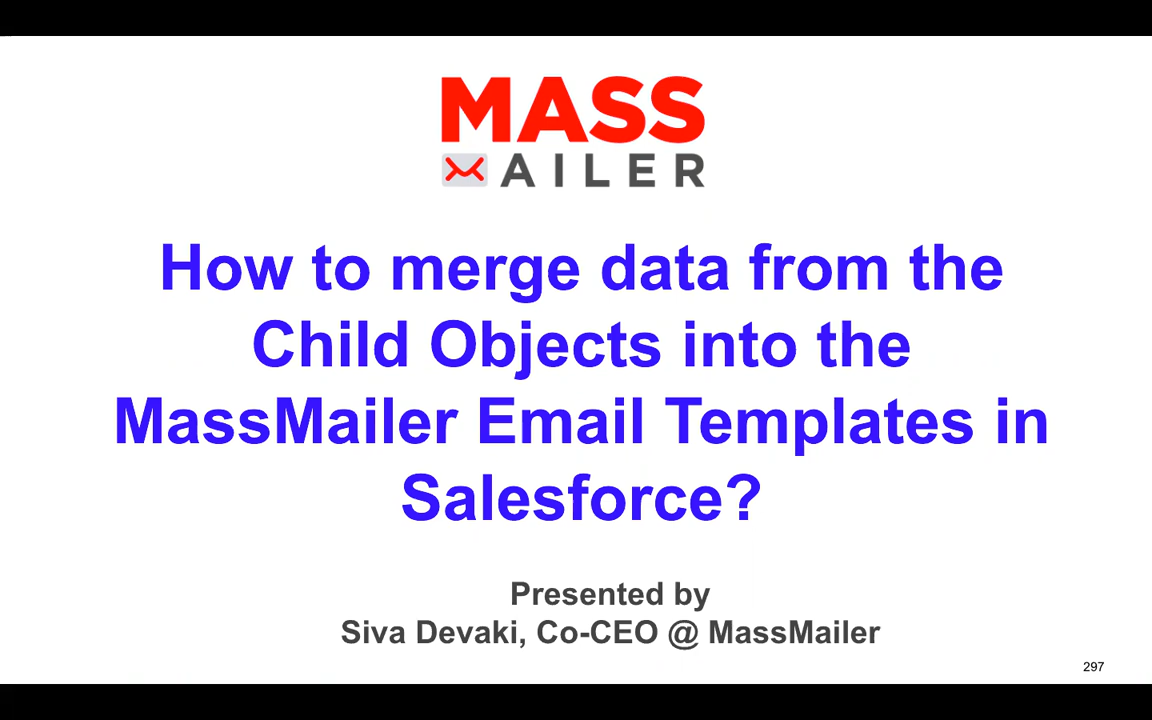 MASS
MAILER
How to merge data from the
Child Objects into the
MassMailer Email Templates in
Salesforce?
Presented by
Siva Devaki, Co-CEO @ MassMailer
297